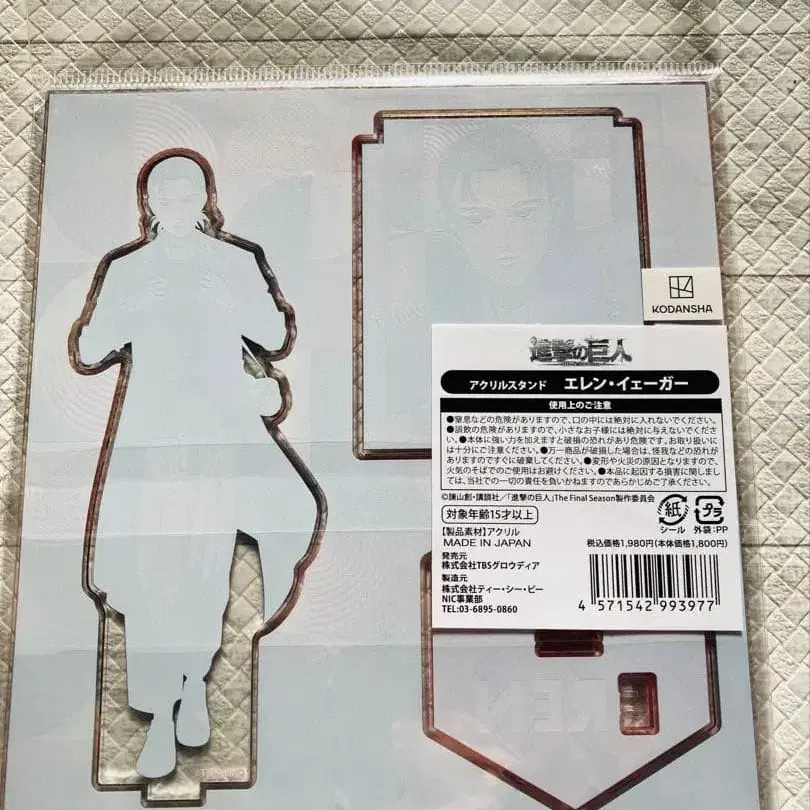 KODANSHA
進撃の巨人
アクリルスタンド エレン・イェーガー
使用上のご注意
●窒息などの危険がありますので、口の中には絶対に入れないでください。
●誤飲の危険がありますので、小さなお子様には絶対に与えないでくださ
い。●本体に強い力を加えますと破損の恐れがあり危険です。お取り扱いに
は十分にご注意ください。●万一商品が破損した場合は、怪我などの恐れが
ありますのですぐに破棄してください。●変形や火災の原因となりますので、
火気のそばでのご使用はお避けください。●本品に起因する損害に関しまし
ては、当社での一切の責任を負いかねますのであらかじめご了承ください。
©諫山創・講談社/「進撃の巨人」The Final Season製作委員会
対象年齢15才以上
紙
シール
プラ
外袋:PP
【製品素材】アクリル
MADE IN JAPAN
税込価格1,980円(本体価格1,800円)
発売元
株式会社TBSグロウディア
製造元
株式会社ティー・シー・ピー
NIC事業部
TEL:03-6895-0860
4 571542 993977